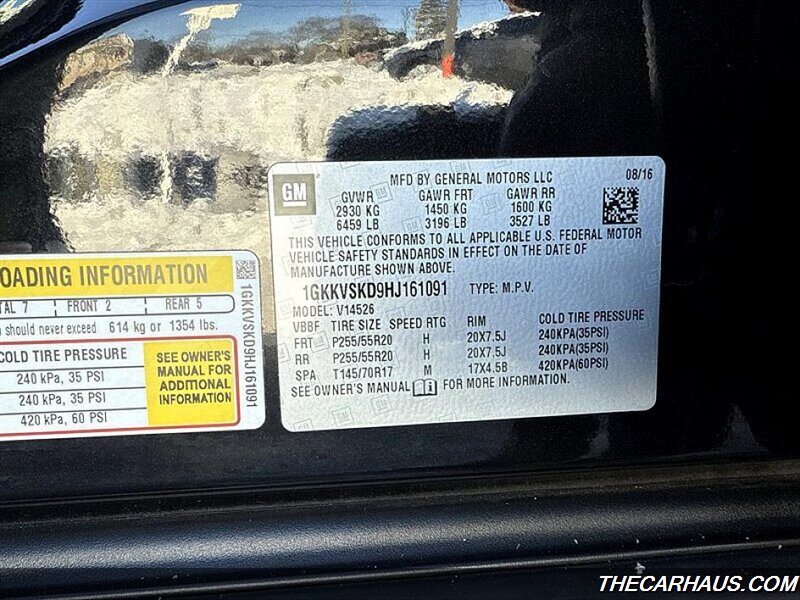 OADING INFORMATION
TAL 7 FRONT 2 REAR 5
should never exceed 614 kg or 1354 lbs.
COLD TIRE PRESSURE
240 kPa, 35 PSI
240 kPa, 35 PSI
420 kPa, 60 PSI
SEE OWNER'S
MANUAL FOR
ADDITIONAL
INFORMATION
1GKKVSKD9HJ161091
GM
MFD BY GENERAL MOTORS LLC 08/16
GVWR GAWR FRT GAWR RR
2930 KG 1450 KG 1600 KG
6459 LB 3196 LB 3527 LB
THIS VEHICLE CONFORMS TO ALL APPLICABLE U.S. FEDERAL MOTOR
VEHICLE SAFETY STANDARDS IN EFFECT ON THE DATE OF
MANUFACTURE SHOWN ABOVE.
1GKKVSKD9HJ161091 TYPE: M.P.V.
MODEL: V14526
VBBF TIRE SIZE SPEED RTG RIM COLD TIRE PRESSURE
FRT P255/55R20 H 20X7.5J 240KPA(35PSI)
RR P255/55R20 H 20X7.5J 240KPA(35PSI)
SPA T145/70R17 M 17X4.5B 420KPA(60PSI)
SEE OWNER'S MANUAL FOR MORE INFORMATION.
THECARHAUS.COM